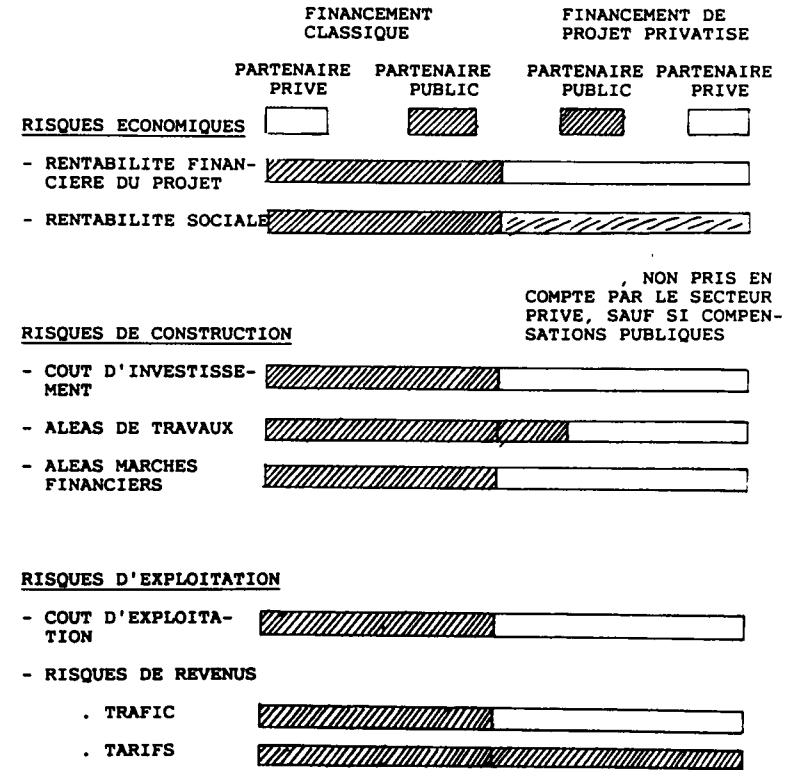 FINANCEMENT CLASSIQUE
FINANCEMENT DE PROJET PRIVATISE
PARTENAIRE PRIVE
PARTENAIRE PUBLIC
PARTENAIRE PUBLIC
PARTENAIRE PRIVE
RISQUES ECONOMIQUES
- RENTABILITE FINAN-
CIERE DU PROJET
- RENTABILITE SOCIALE
, NON PRIS EN
COMPTE PAR LE SECTEUR
PRIVE, SAUF SI COMPEN-
SATIONS PUBLIQUES
RISQUES DE CONSTRUCTION
- COUT D'INVESTISSE-
MENT
- ALEAS DE TRAVAUX
- ALEAS MARCHES
FINANCIERS
RISQUES D'EXPLOITATION
- COUT D'EXPLOITA-
TION
- RISQUES DE REVENUS
. TRAFIC
. TARIFS